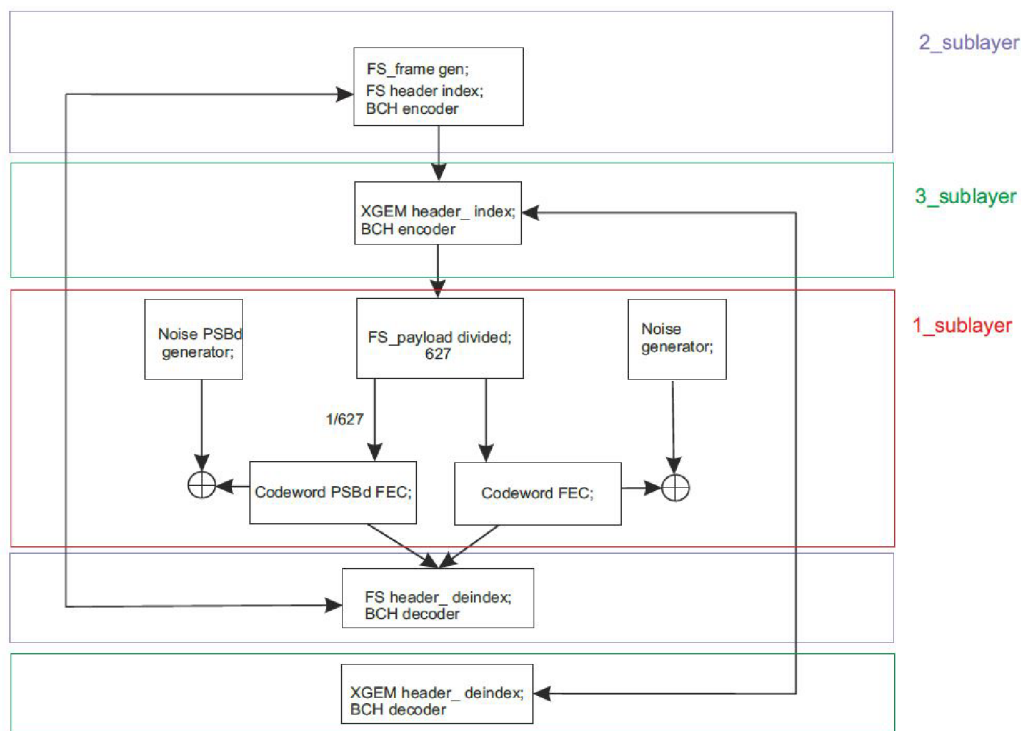 2_sublayer
FS_frame gen;
FS header index;
BCH encoder
3_sublayer
XGEM header_ index;
BCH encoder
1_sublayer
Noise PSBd
generator;
FS_payload divided;
627
Noise
generator;
1/627
Codeword PSBd FEC;
Codeword FEC;
FS header_ deindex;
BCH decoder
XGEM header_ deindex;
BCH decoder